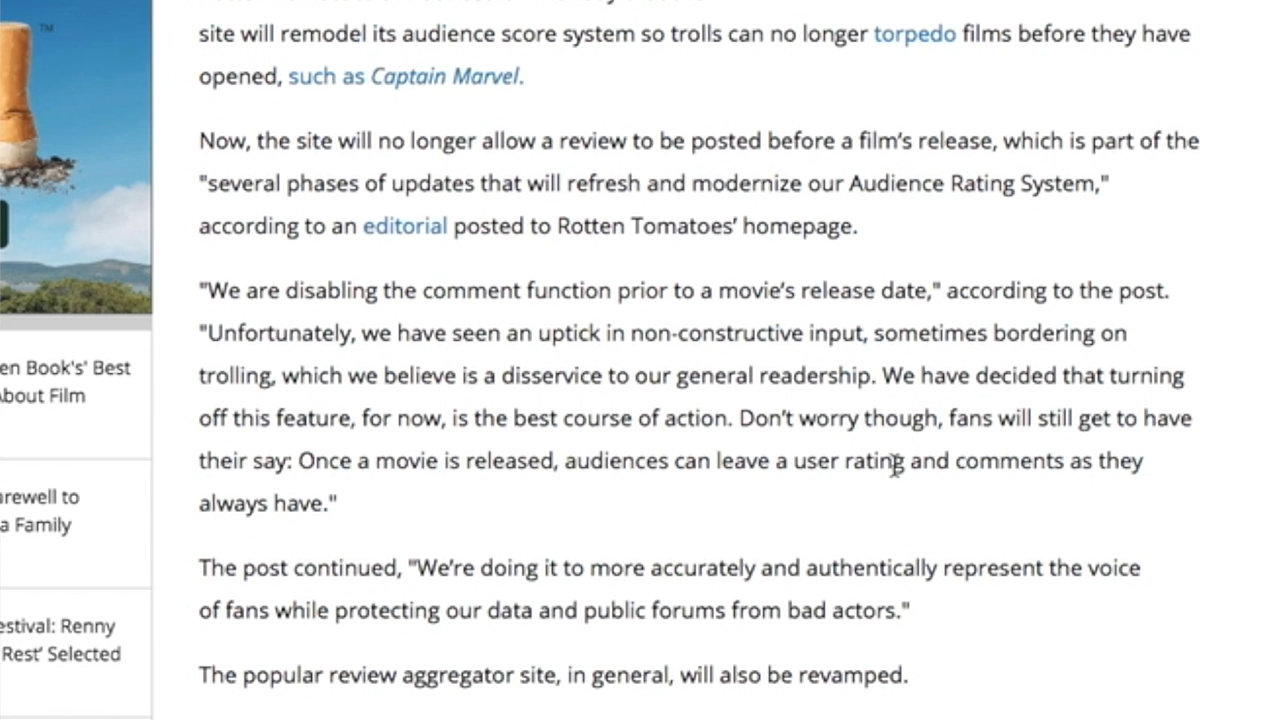 TM
site will remodel its audience score system so trolls can no longer torpedo films before they have
opened, such as Captain Marvel.
Now, the site will no longer allow a review to be posted before a film’s release, which is part of the
"several phases of updates that will refresh and modernize our Audience Rating System,"
according to an editorial posted to Rotten Tomatoes’ homepage.
"We are disabling the comment function prior to a movie’s release date," according to the post.
"Unfortunately, we have seen an uptick in non-constructive input, sometimes bordering on
trolling, which we believe is a disservice to our general readership. We have decided that turning
off this feature, for now, is the best course of action. Don’t worry though, fans will still get to have
their say: Once a movie is released, audiences can leave a user rating and comments as they
always have."
The post continued, "We’re doing it to more accurately and authentically represent the voice
of fans while protecting our data and public forums from bad actors."
The popular review aggregator site, in general, will also be revamped.
en Book's' Best
About Film
arewell to
a Family
estival: Renny
Rest’ Selected